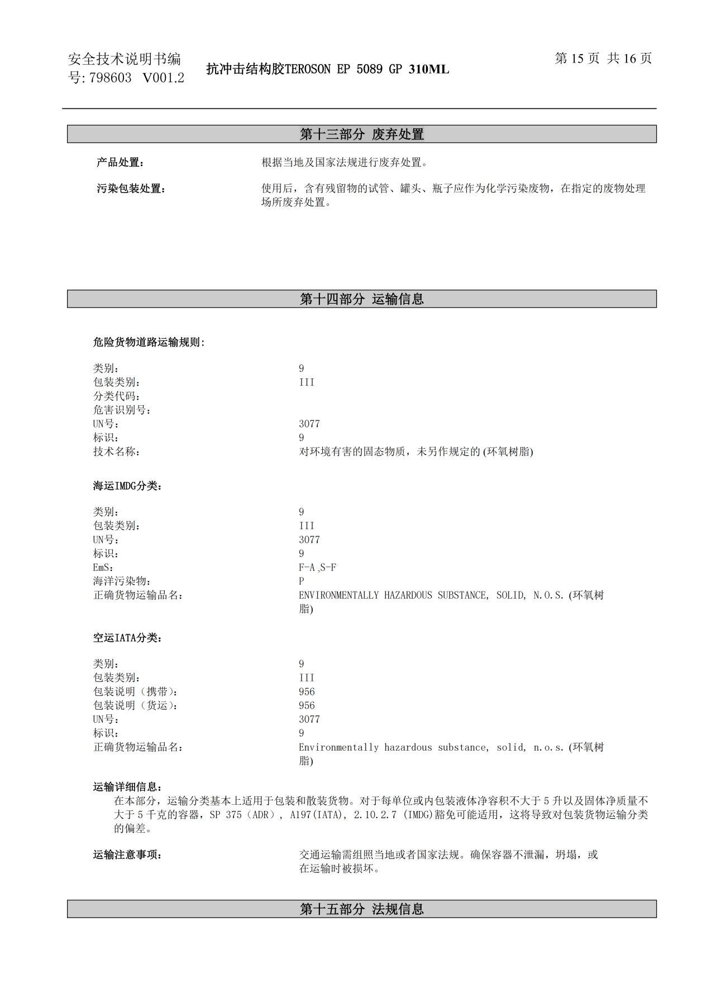 安全技术说明书编
号: 798603 V001.2
抗冲击结构胶TEROSON EP 5089 GP 310ML
第 15 页 共 16 页
第十三部分 废弃处置
产品处置: 根据当地及国家法规进行废弃处置。
污染包装处置: 使用后，含有残留物的试管、罐头、瓶子应作为化学污染废物，在指定的废物处理
场所废弃处置。
第十四部分 运输信息
危险货物道路运输规则:
类别: 9
包装类别: III
分类代码:
危害识别号:
UN号: 3077
标识: 9
技术名称: 对环境有害的固态物质，未另作规定的 (环氧树脂)
海运IMDG分类:
类别: 9
包装类别: III
UN号: 3077
标识: 9
EmS: F-A ,S-F
海洋污染物: P
正确货物运输品名: ENVIRONMENTALLY HAZARDOUS SUBSTANCE, SOLID, N.O.S. (环氧树
脂)
空运IATA分类:
类别: 9
包装类别: III
包装说明（携带）: 956
包装说明（货运）: 956
UN号: 3077
标识: 9
正确货物运输品名: Environmentally hazardous substance, solid, n.o.s. (环氧树
脂)
运输详细信息:
在本部分，运输分类基本上适用于包装和散装货物。对于每单位或内包装液体净容积不大于 5 升以及固体净质量不
大于 5 千克的容器，SP 375（ADR）, A197(IATA), 2.10.2.7 (IMDG)豁免可能适用，这将导致对包装货物运输分类
的偏差。
运输注意事项: 交通运输需组照当地或者国家法规。确保容器不泄漏，坍塌，或
在运输时被损坏。
第十五部分 法规信息